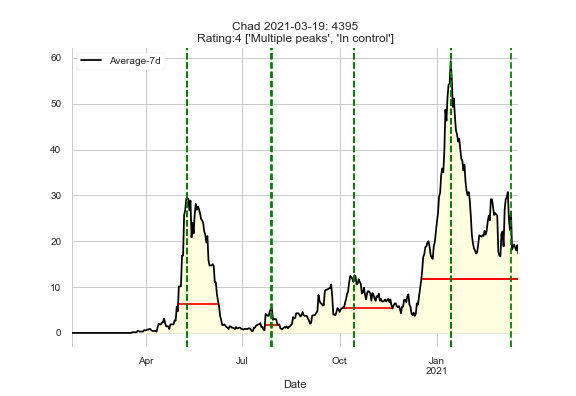 Chad 2021-03-19: 4395
Rating:4 ['Multiple peaks', 'In control']
Average-7d
60
50
40
30
20
10
0
Apr
Jul
Oct
Jan
2021
Date